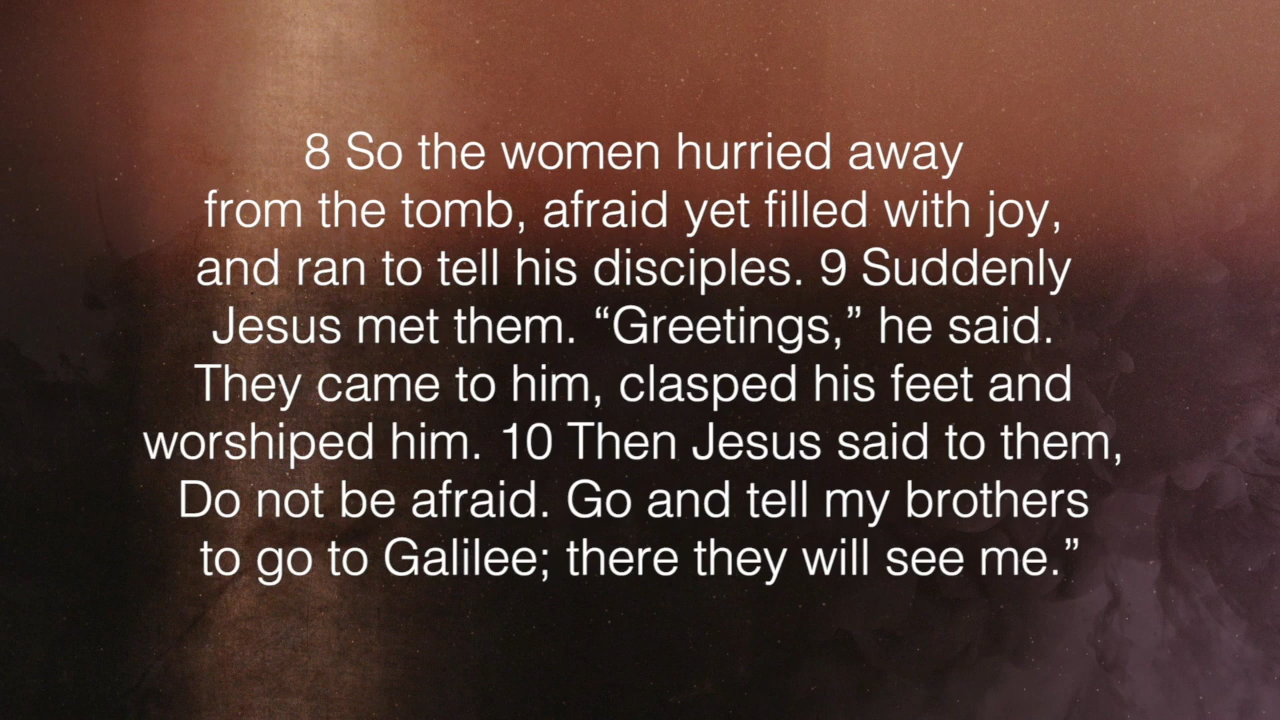 8 So the women hurried away
from the tomb, afraid yet filled with joy,
and ran to tell his disciples. 9 Suddenly
Jesus met them. “Greetings,” he said.
They came to him, clasped his feet and
worshiped him. 10 Then Jesus said to them,
Do not be afraid. Go and tell my brothers
to go to Galilee; there they will see me.”